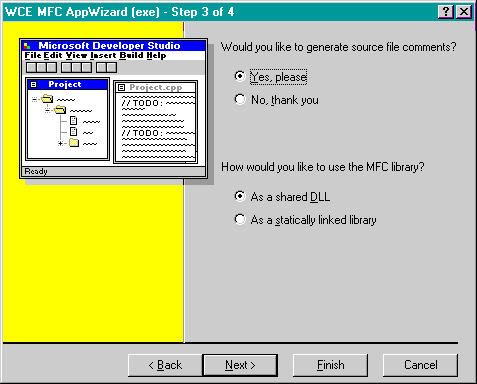 WCE MFC AppWizard (exe) - Step 3 of 4
Microsoft Developer Studio
File Edit View Insert Build Help
Project
Project.cpp
// TODO:
// TODO:
Ready
Would you like to generate source file comments?
Yes, please
No, thank you
How would you like to use the MFC library?
As a shared DLL
As a statically linked library
< Back
Next >
Finish
Cancel